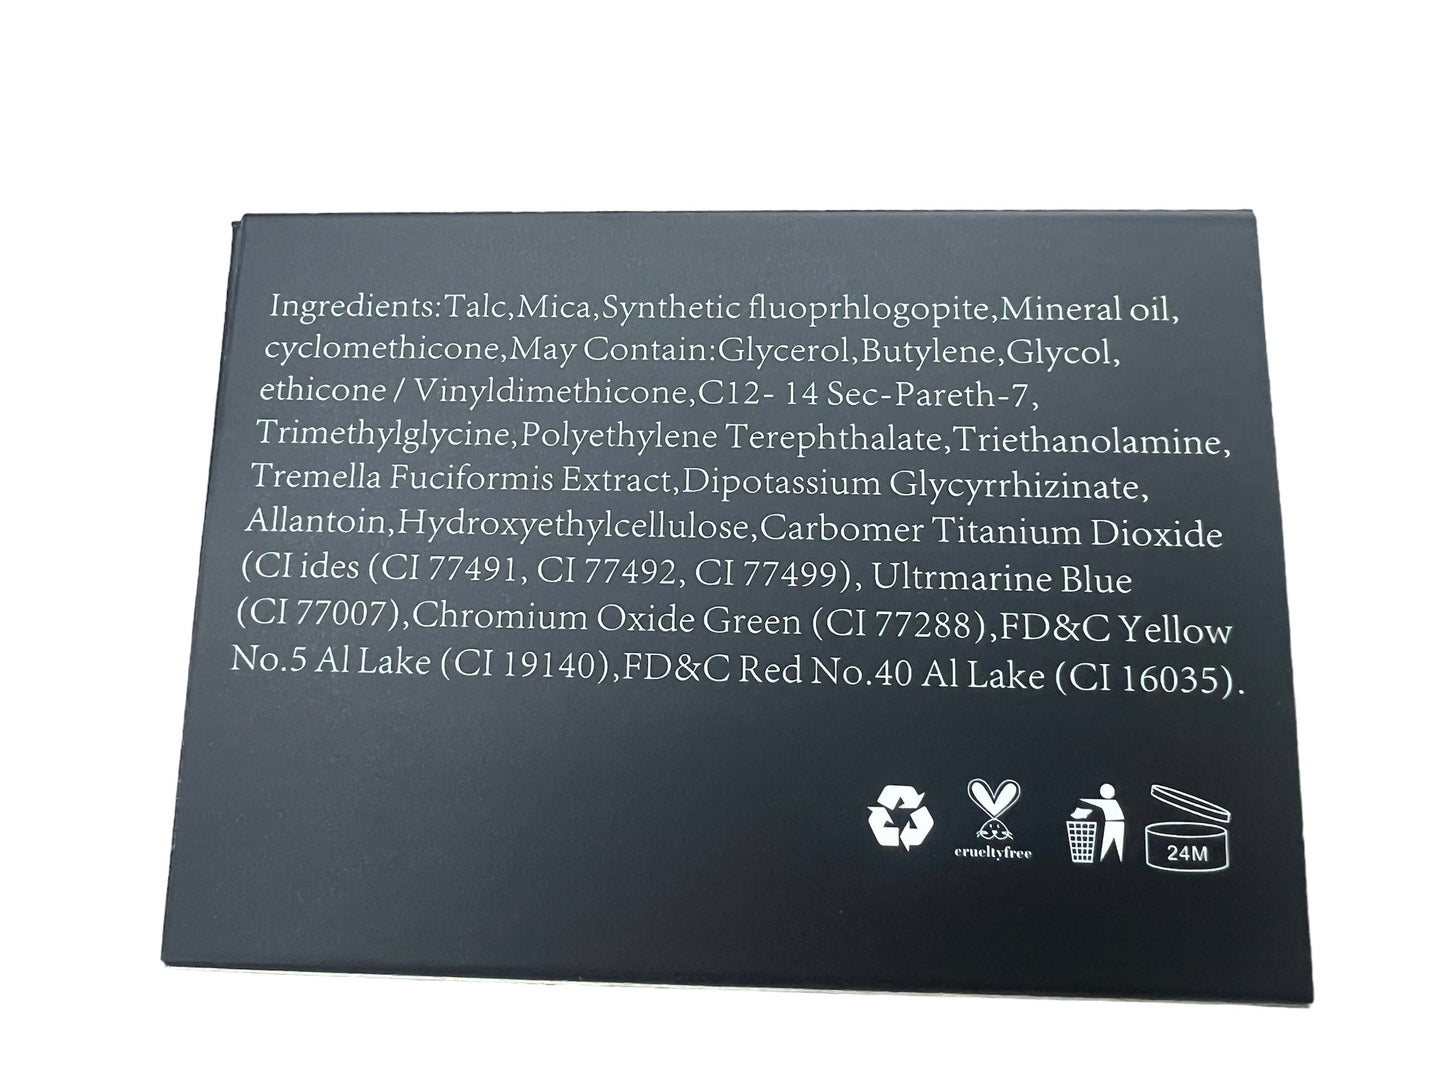 Ingredients:Talc,Mica,Synthetic fluoprhlogopite,Mineral oil,
cyclomethicone,May Contain:Glycerol,Butylene,Glycol,
ethicone / Vinyldimethicone,C12- 14 Sec-Pareth-7,
Trimethylglycine,Polyethylene Terephthalate,Triethanolamine,
Tremella Fuciformis Extract,Dipotassium Glycyrrhizinate,
Allantoin,Hydroxyethylcellulose,Carbomer Titanium Dioxide
(CI ides (CI 77491, CI 77492, CI 77499), Ultrmarine Blue
(CI 77007),Chromium Oxide Green (CI 77288),FD&C Yellow
No.5 Al Lake (CI 19140),FD&C Red No.40 Al Lake (CI 16035).
crueltyfree
24M